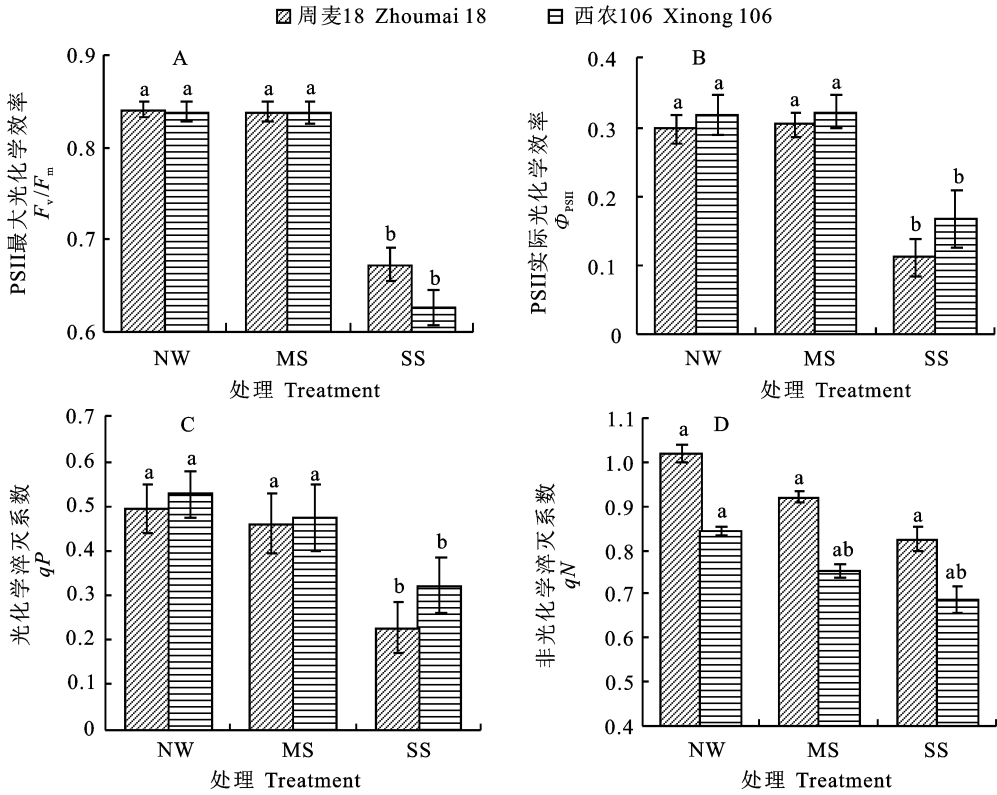 周麦18 Zhoumai 18
西农106 Xinong 106
A
PSII最大光化学效率
Fv/Fm
0.9
0.8
0.7
0.6
a a a a b b
NW MS SS
处理 Treatment
B
PSII实际光化学效率
ΦPSII
0.4
0.3
0.2
0.1
0
a a a a b b
NW MS SS
处理 Treatment
C
光化学淬灭系数
qP
0.7
0.6
0.5
0.4
0.3
0.2
0.1
0
a a a a b b
NW MS SS
处理 Treatment
D
非光化学淬灭系数
qN
1.1
1.0
0.9
0.8
0.7
0.6
0.5
0.4
a a a ab a ab
NW MS SS
处理 Treatment